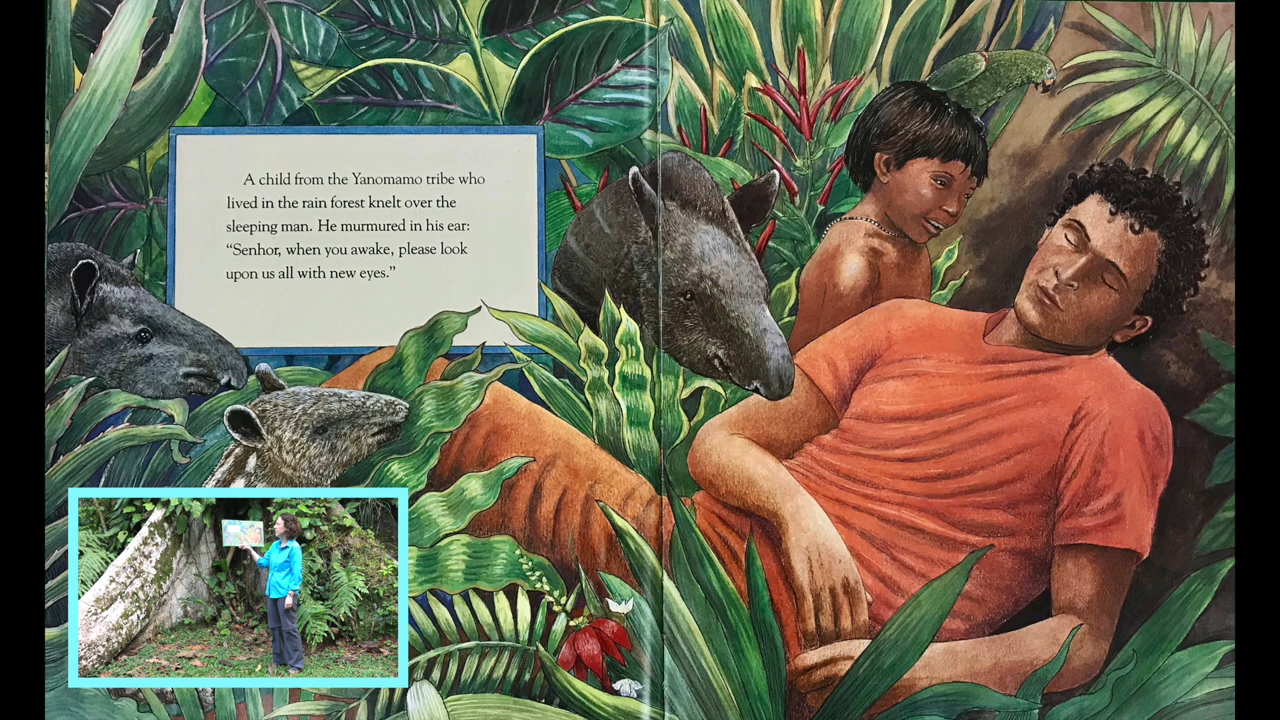 A child from the Yanomamo tribe who
lived in the rain forest knelt over the
sleeping man. He murmured in his ear:
“Senhor, when you awake, please look
upon us all with new eyes.”